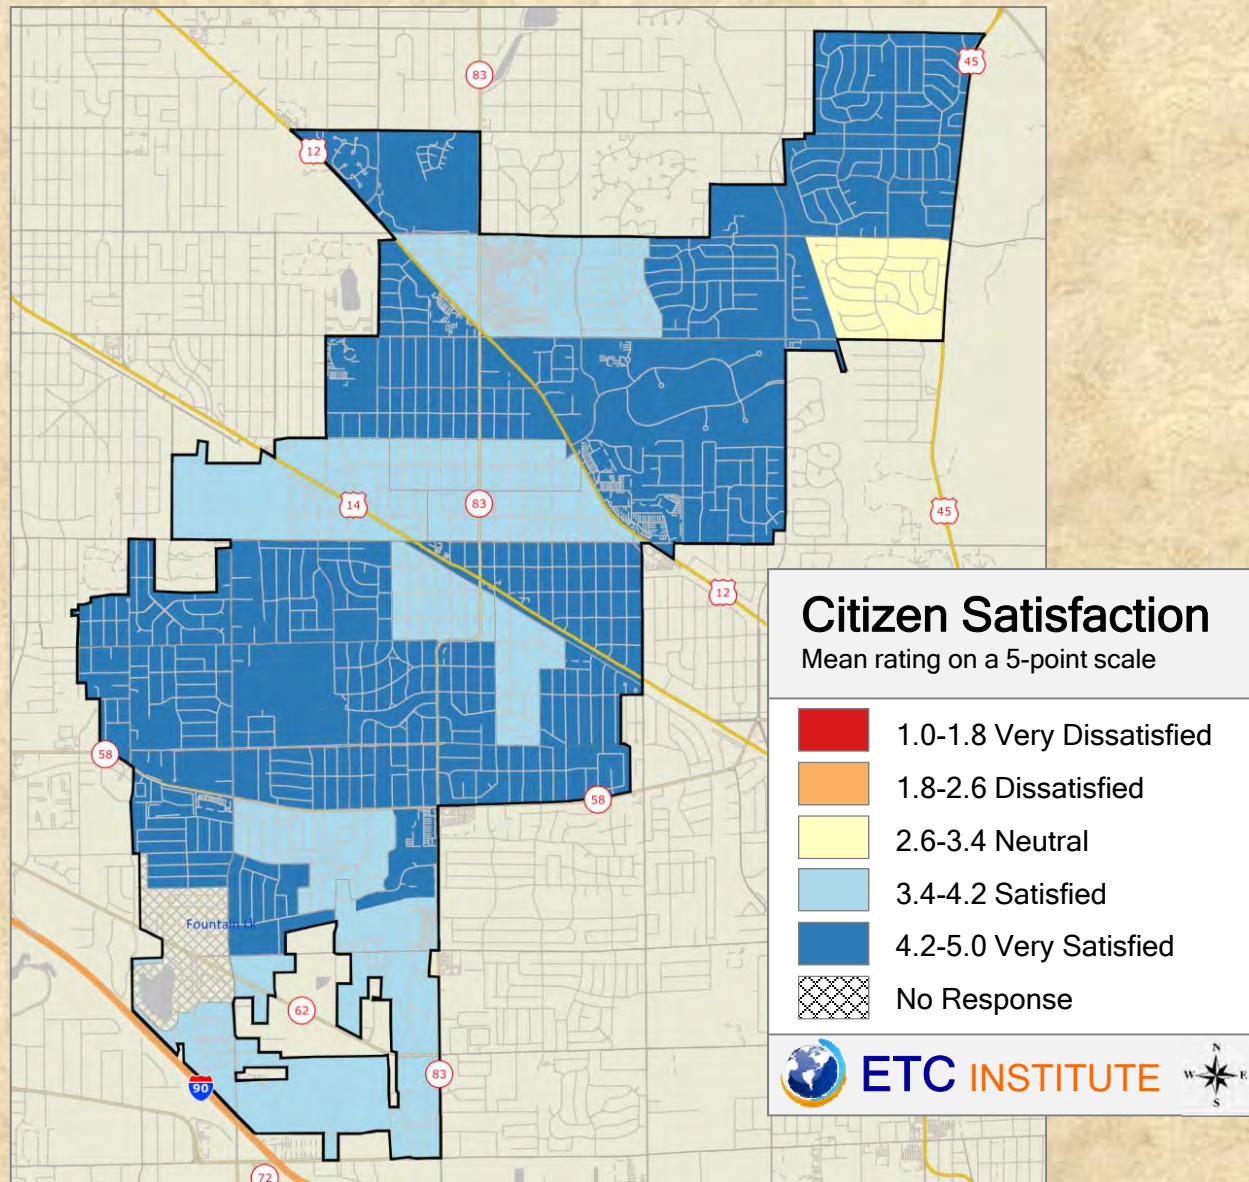 83
45
12
14
83
45
12
Citizen Satisfaction
Mean rating on a 5-point scale
1.0-1.8 Very Dissatisfied
58
1.8-2.6 Dissatisfied
58
2.6-3.4 Neutral
3.4-4.2 Satisfied
Fountain Lk
4.2-5.0 Very Satisfied
No Response
62
ETC INSTITUTE
N
W E
S
83
90
72